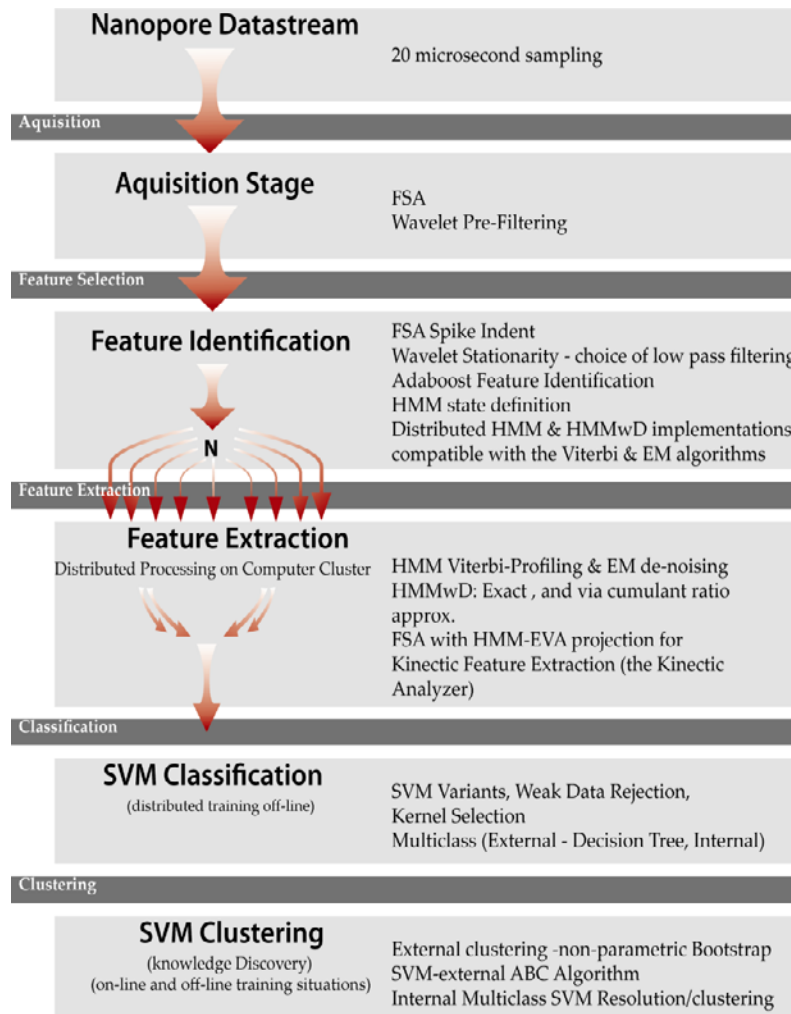 Nanopore Datastream
20 microsecond sampling
Aquisition
Aquisition Stage
FSA
Wavelet Pre-Filtering
Feature Selection
Feature Identification
FSA Spike Indent
Wavelet Stationarity - choice of low pass filtering
Adaboost Feature Identification
HMM state definition
Distributed HMM & HMMwD implementations
compatible with the Viterbi & EM algorithms
N
Feature Extraction
Feature Extraction
Distributed Processing on Computer Cluster
HMM Viterbi-Profiling & EM de-noising
HMMwD: Exact , and via cumulant ratio
approx.
FSA with HMM-EVA projection for
Kinectic Feature Extraction (the Kinectic
Analyzer)
Classification
SVM Classification
(distributed training off-line)
SVM Variants, Weak Data Rejection,
Kernel Selection
Multiclass (External - Decision Tree, Internal)
Clustering
SVM Clustering
(knowledge Discovery)
(on-line and off-line training situations)
External clustering -non-parametric Bootstrap
SVM-external ABC Algorithm
Internal Multiclass SVM Resolution/clustering